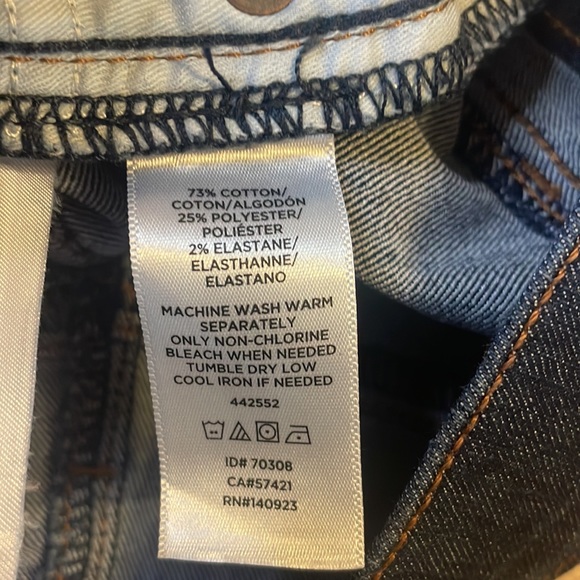 73% COTTON/
COTON/ALGODÓN
25% POLYESTER/
POLIÉSTER
2% ELASTANE/
ELASTHANNE/
ELASTANO
MACHINE WASH WARM
SEPARATELY
ONLY NON-CHLORINE
BLEACH WHEN NEEDED
TUMBLE DRY LOW
COOL IRON IF NEEDED
442552
ID# 70308
CA#57421
RN#140923